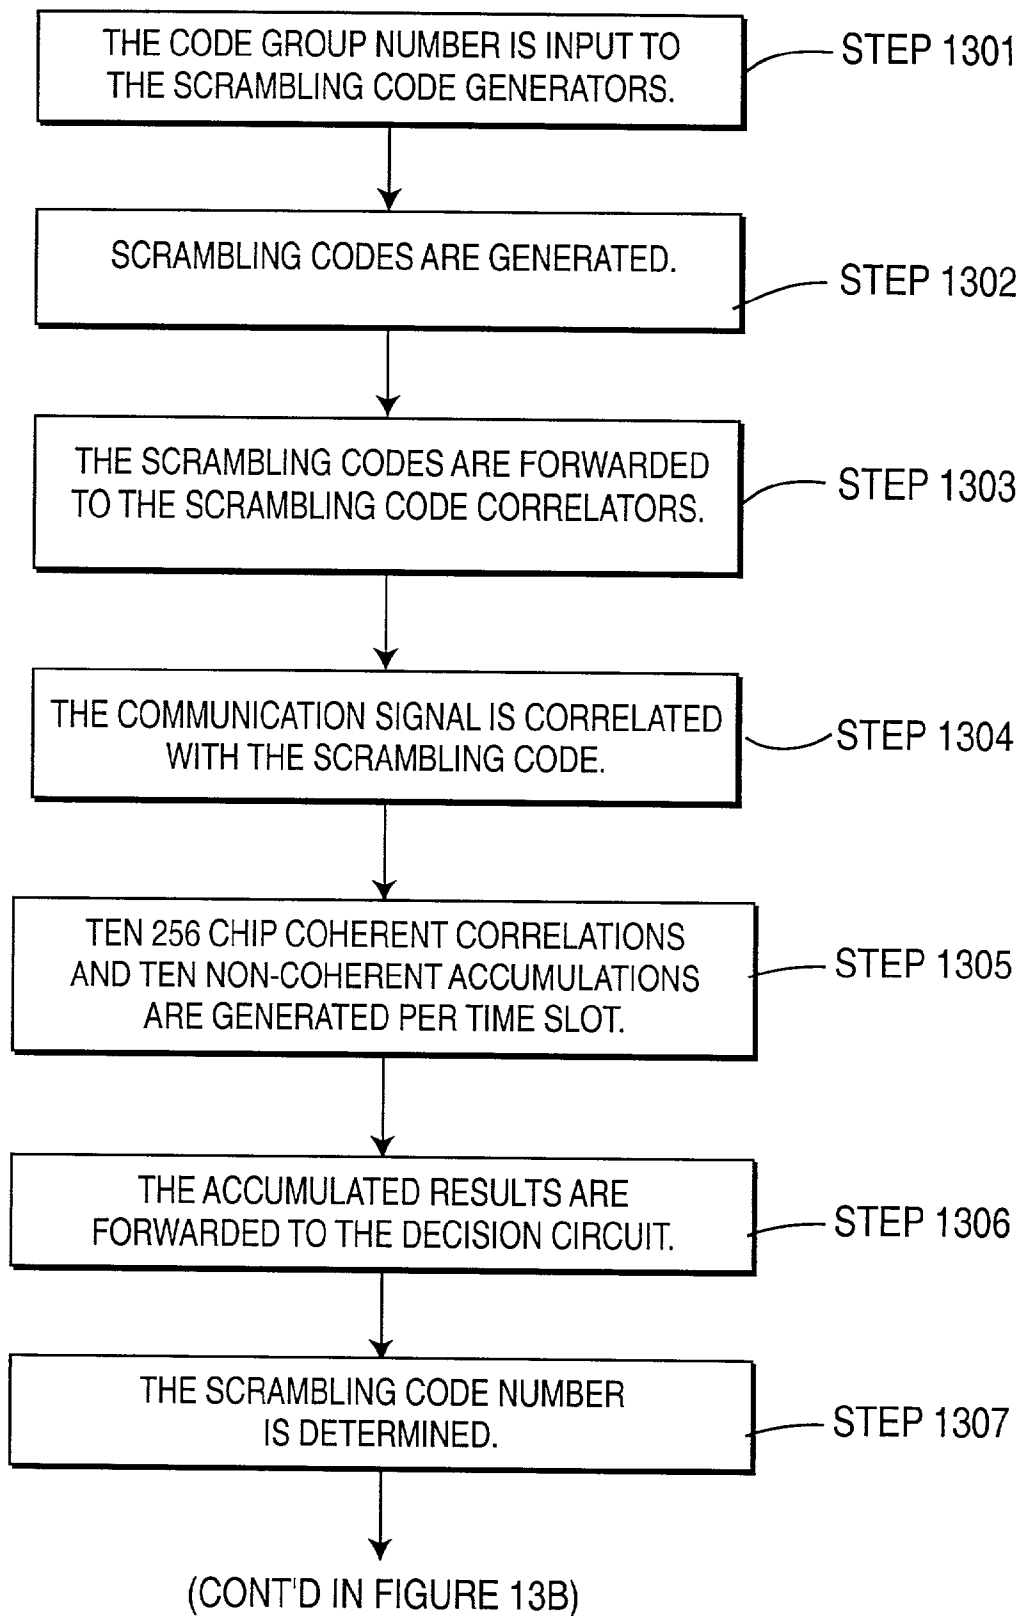 THE CODE GROUP NUMBER IS INPUT TO
THE SCRAMBLING CODE GENERATORS.
STEP 1301
SCRAMBLING CODES ARE GENERATED.
STEP 1302
THE SCRAMBLING CODES ARE FORWARDED
TO THE SCRAMBLING CODE CORRELATORS.
STEP 1303
THE COMMUNICATION SIGNAL IS CORRELATED
WITH THE SCRAMBLING CODE.
STEP 1304
TEN 256 CHIP COHERENT CORRELATIONS
AND TEN NON-COHERENT ACCUMULATIONS
ARE GENERATED PER TIME SLOT.
STEP 1305
THE ACCUMULATED RESULTS ARE
FORWARDED TO THE DECISION CIRCUIT.
STEP 1306
THE SCRAMBLING CODE NUMBER
IS DETERMINED.
STEP 1307
(CONT'D IN FIGURE 13B)